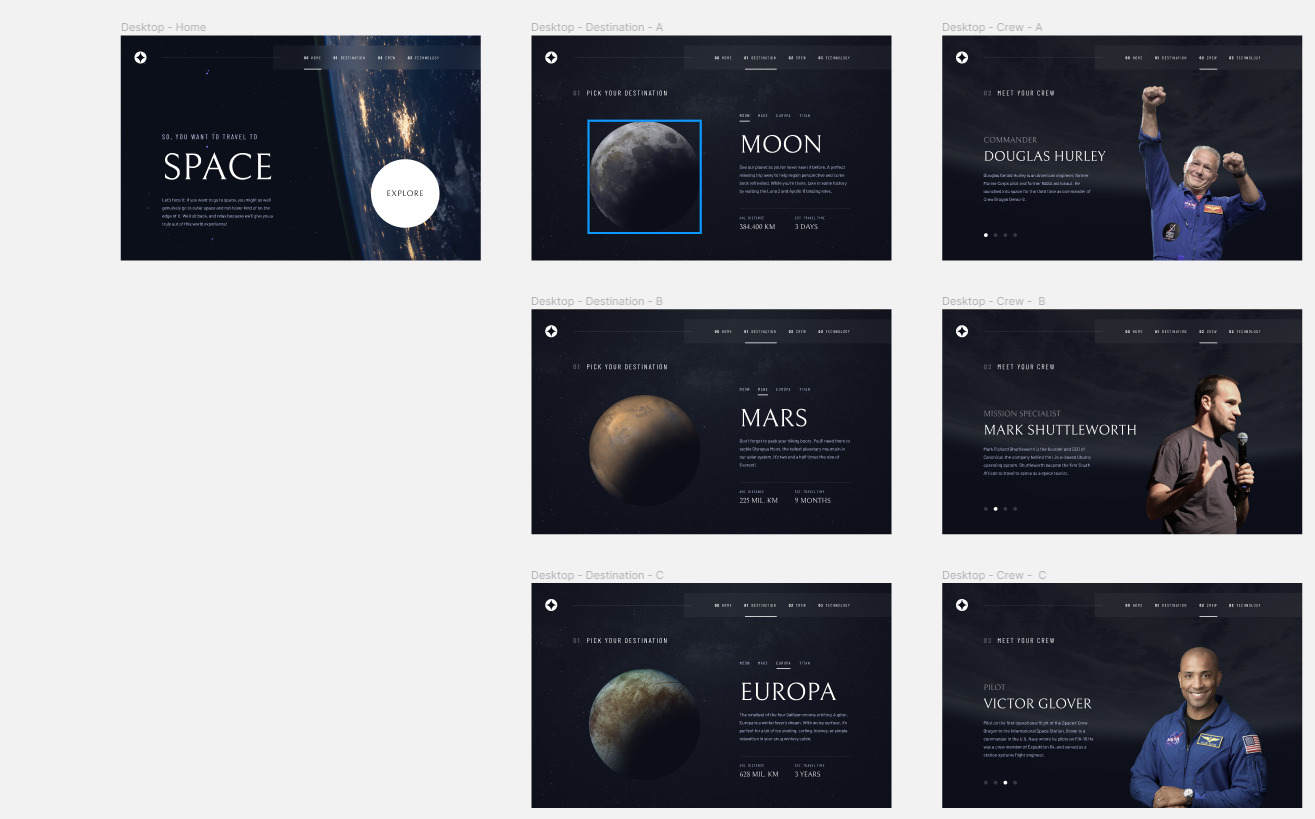 Desktop - Home
00 HOME 01 DESTINATION 02 CREW 03 TECHNOLOGY
SO, YOU WANT TO TRAVEL TO
SPACE
Let's face it; if you want to go to space, you might as well
genuinely go to outer space and not hover kind of on the
edge of it. Well sit back, and relax because we'll give you a
truly out of this world experience!
EXPLORE
Desktop - Destination - A
00 HOME 01 DESTINATION 02 CREW 03 TECHNOLOGY
01 PICK YOUR DESTINATION
MOON MARS EUROPA TITAN
MOON
See our planet as you've never seen it before. A perfect
relaxing trip away to help regain perspective and come
back refreshed. While you're there, take in some history
by visiting the Luna 2 and Apollo 11 landing sites.
AVG. DISTANCE EST. TRAVEL TIME
384,400 KM 3 DAYS
Desktop - Crew - A
00 HOME 01 DESTINATION 02 CREW 03 TECHNOLOGY
02 MEET YOUR CREW
COMMANDER
DOUGLAS HURLEY
Douglas Gerald Hurley is an American engineer, former
Marine Corps pilot and former NASA astronaut. He
launched into space for the third time as commander of
Crew Dragon Demo-2.
Desktop - Destination - B
00 HOME 01 DESTINATION 02 CREW 03 TECHNOLOGY
01 PICK YOUR DESTINATION
MOON MARS EUROPA TITAN
MARS
Don't forget to pack your hiking boots. You'll need them to
tackle Olympus Mons, the tallest planetary mountain in
our solar system. It's two and a half times the size of
Everest!
AVG. DISTANCE EST. TRAVEL TIME
225 MIL. KM 9 MONTHS
Desktop - Crew - B
00 HOME 01 DESTINATION 02 CREW 03 TECHNOLOGY
02 MEET YOUR CREW
MISSION SPECIALIST
MARK SHUTTLEWORTH
Mark Richard Shuttleworth is the founder and CEO of
Canonical, the company behind the Linux-based Ubuntu
operating system. Shuttleworth became the first South
African to travel to space as a space tourist.
Desktop - Destination - C
00 HOME 01 DESTINATION 02 CREW 03 TECHNOLOGY
01 PICK YOUR DESTINATION
MOON MARS EUROPA TITAN
EUROPA
The smallest of the four Galilean moons orbiting Jupiter,
Europa is a winter lover's dream. With an icy surface, it's
perfect for a bit of ice skating, curling, hockey, or simple
relaxation in your snug wintery cabin.
AVG. DISTANCE EST. TRAVEL TIME
628 MIL. KM 3 YEARS
Desktop - Crew - C
00 HOME 01 DESTINATION 02 CREW 03 TECHNOLOGY
02 MEET YOUR CREW
PILOT
VICTOR GLOVER
Pilot on the first operational flight of the SpaceX Crew
Dragon to the International Space Station. Glover is a
commander in the U.S. Navy where he pilots an F/A-18. He
was a crew member of Expedition 64, and served as a
station systems flight engineer.
NASA